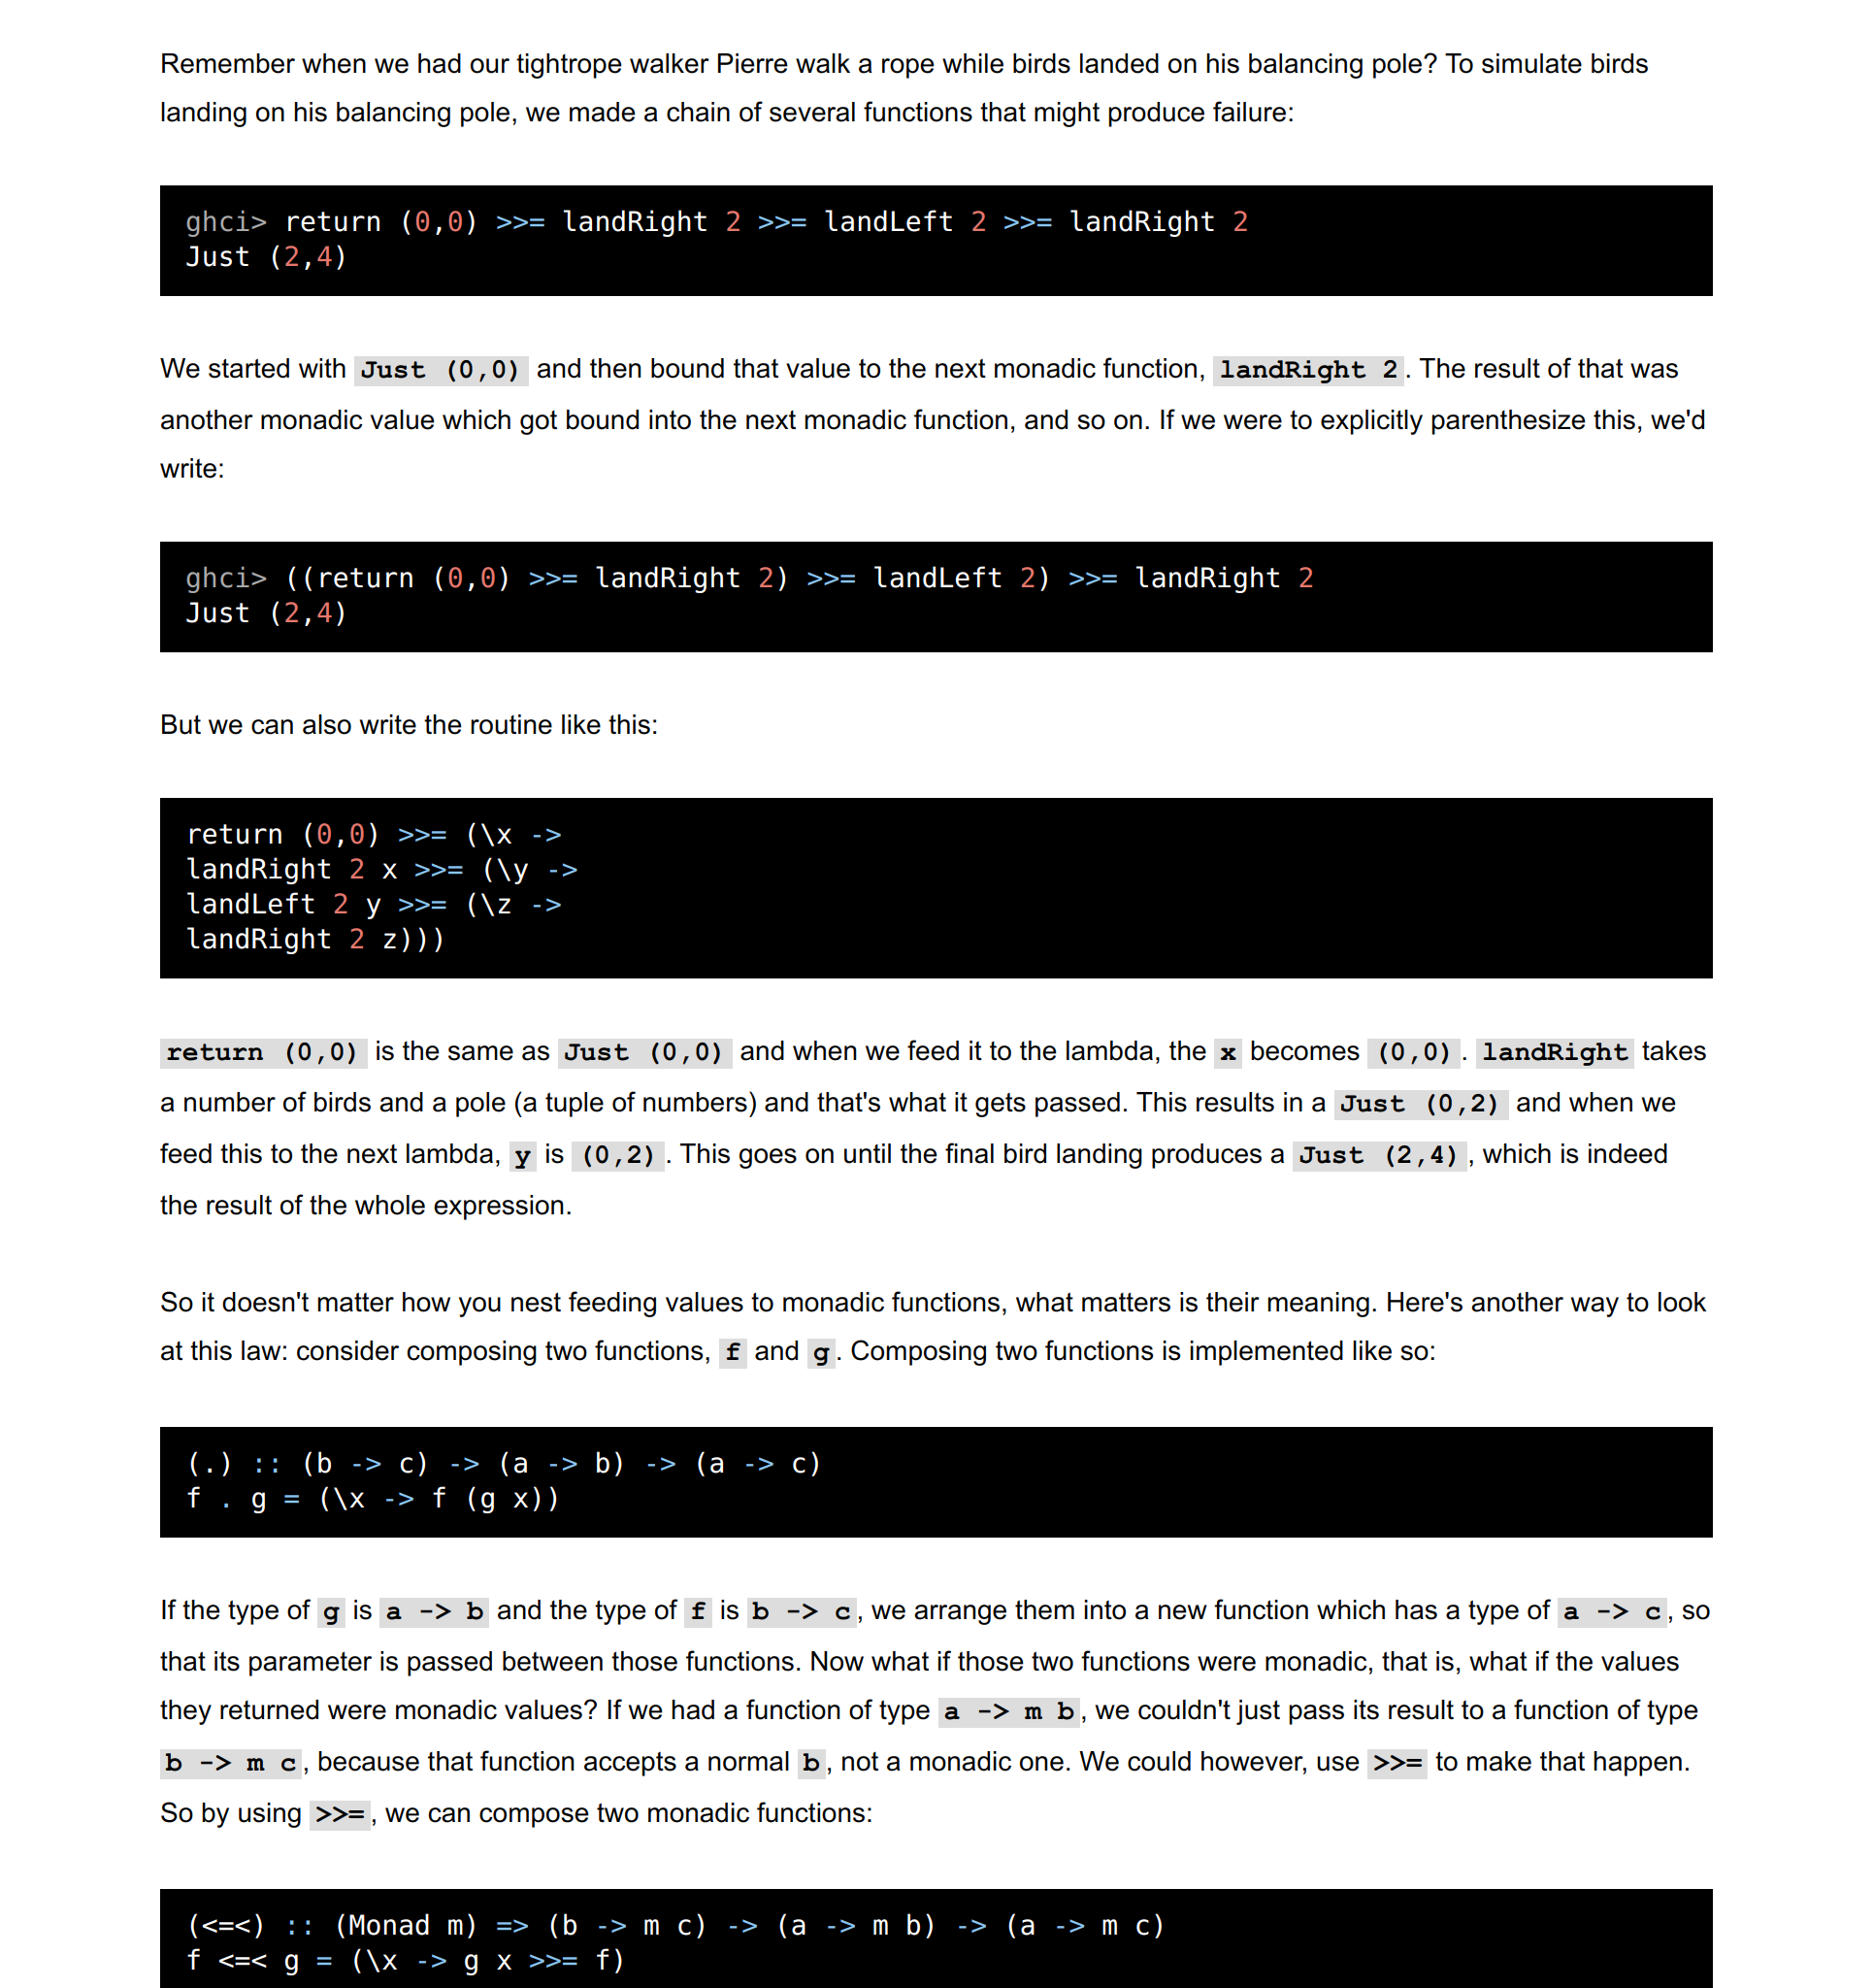 Remember when we had our tightrope walker Pierre walk a rope while birds landed on his balancing pole? To simulate birds
landing on his balancing pole, we made a chain of several functions that might produce failure:
ghci> return (0,0) >>= landRight 2 >>= landLeft 2 >>= landRight 2
Just (2,4)
We started with Just (0,0) and then bound that value to the next monadic function, landRight 2. The result of that was
another monadic value which got bound into the next monadic function, and so on. If we were to explicitly parenthesize this, we'd
write:
ghci> ((return (0,0) >>= landRight 2) >>= landLeft 2) >>= landRight 2
Just (2,4)
But we can also write the routine like this:
return (0,0) >>= (\x ->
landRight 2 x >>= (\y ->
landLeft 2 y >>= (\z ->
landRight 2 z)))
return (0,0) is the same as Just (0,0) and when we feed it to the lambda, the x becomes (0,0). landRight takes
a number of birds and a pole (a tuple of numbers) and that's what it gets passed. This results in a Just (0,2) and when we
feed this to the next lambda, y is (0,2). This goes on until the final bird landing produces a Just (2,4), which is indeed
the result of the whole expression.
So it doesn't matter how you nest feeding values to monadic functions, what matters is their meaning. Here's another way to look
at this law: consider composing two functions, f and g. Composing two functions is implemented like so:
(.) :: (b -> c) -> (a -> b) -> (a -> c)
f . g = (\x -> f (g x))
If the type of g is a -> b and the type of f is b -> c, we arrange them into a new function which has a type of a -> c, so
that its parameter is passed between those functions. Now what if those two functions were monadic, that is, what if the values
they returned were monadic values? If we had a function of type a -> m b, we couldn't just pass its result to a function of type
b -> m c, because that function accepts a normal b, not a monadic one. We could however, use >>= to make that happen.
So by using >>=, we can compose two monadic functions:
(<=<) :: (Monad m) => (b -> m c) -> (a -> m b) -> (a -> m c)
f <=< g = (\x -> g x >>= f)